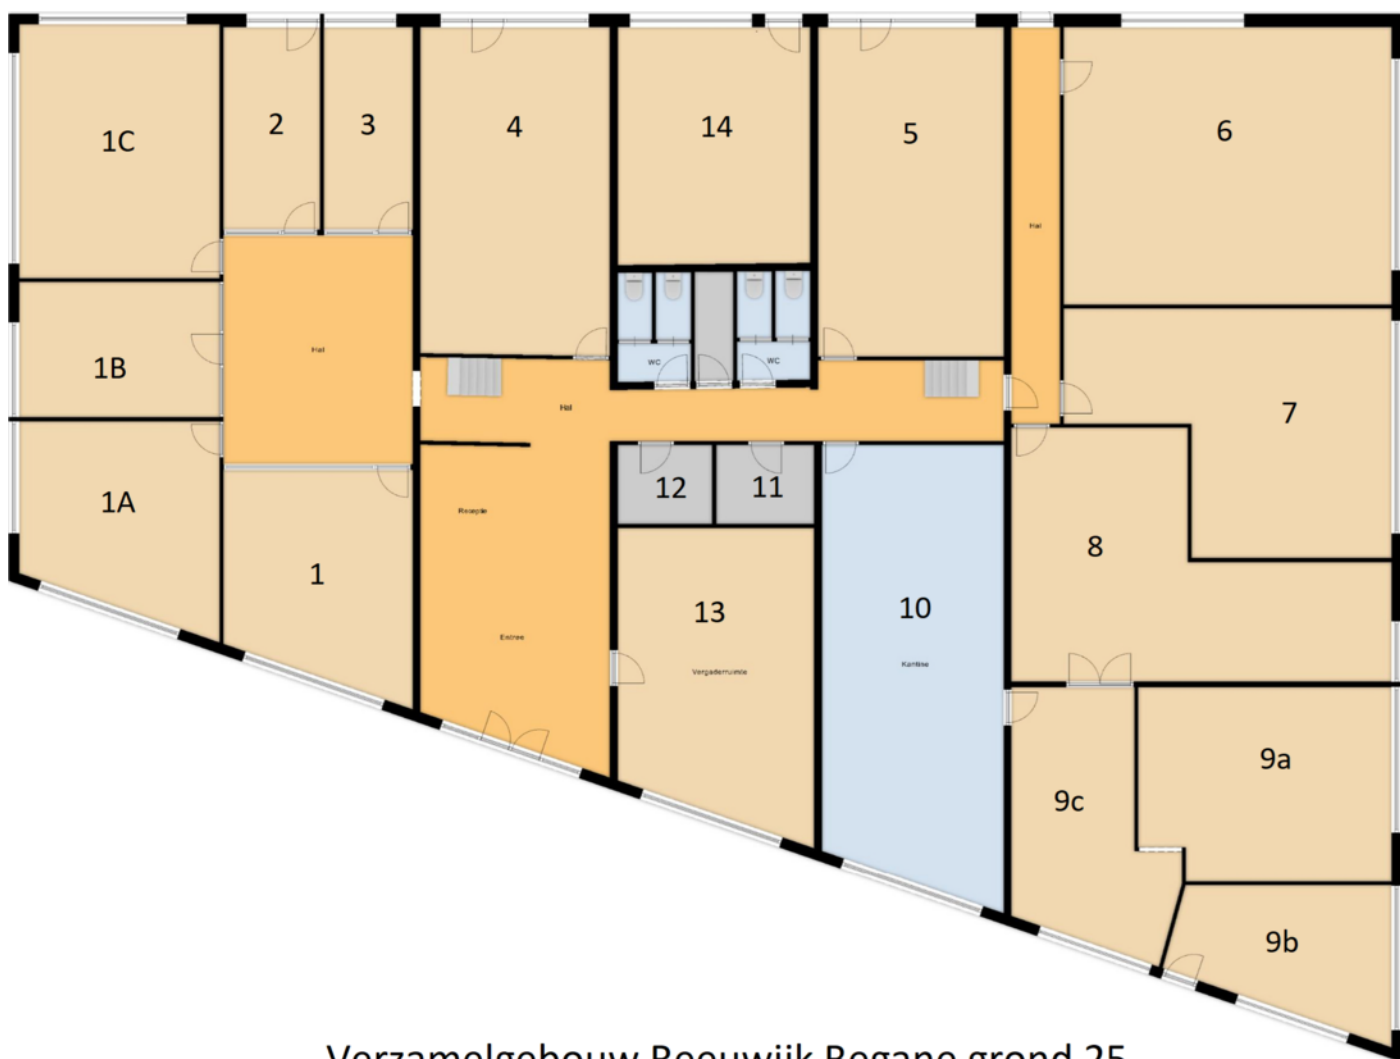 1C
2
3
4
14
5
6
Hal
Hal
1B
WC
WC
Hal
7
1A
12
11
Receptie
8
1
13
10
Entree
Vergaderruimte
Kantine
9a
9c
9b
Verzamelgebouw Reeuwijk Begane grond 25